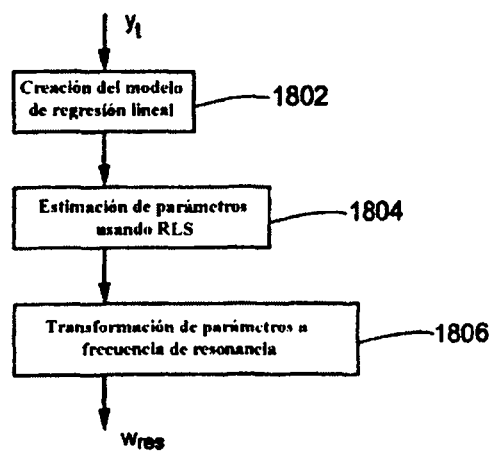 yt
Creación del modelo
de regresión lineal
1802
Estimación de parámetros
usando RLS
1804
Transformación de parámetros a
frecuencia de resonancia
1806
wres